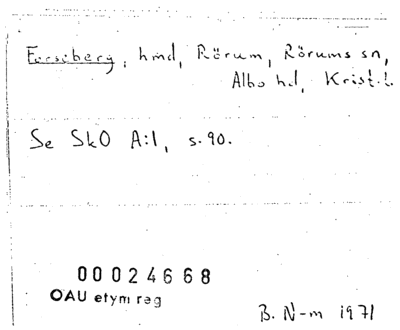 Forsberg, hmd, Rörum, Rörums sn,
Albo hd, Krist. l.
Se SkO A:1, s. 90.
00024668
OAU etym reg
B. N-m 1971